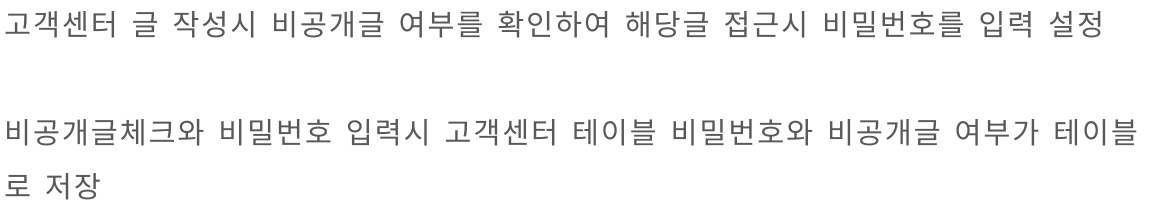 고객센터 글 작성시 비공개글 여부를 확인하여 해당글 접근시 비밀번호를 입력 설정
비공개글체크와 비밀번호 입력시 고객센터 테이블 비밀번호와 비공개글 여부가 테이블
로 저장